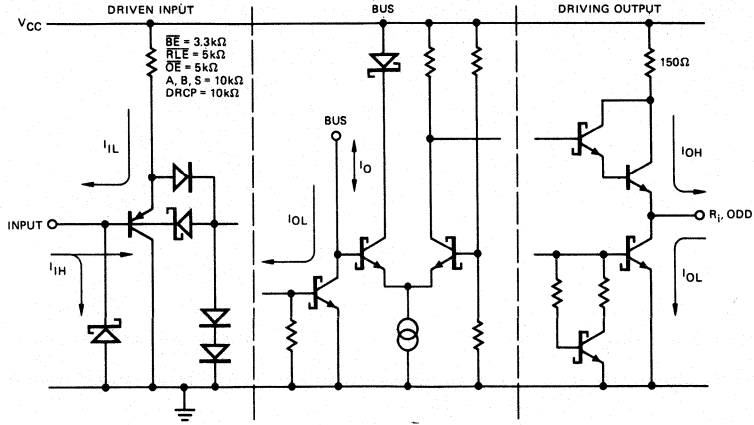 DRIVEN INPUT
BUS
DRIVING OUTPUT
VCC
BE = 3.3kΩ
RLE = 5kΩ
OE = 5kΩ
A, B, S = 10kΩ
DRCP = 10kΩ
150Ω
BUS
IIL
IO
IOH
IOL
INPUT
Ri, ODD
IIH
IOL